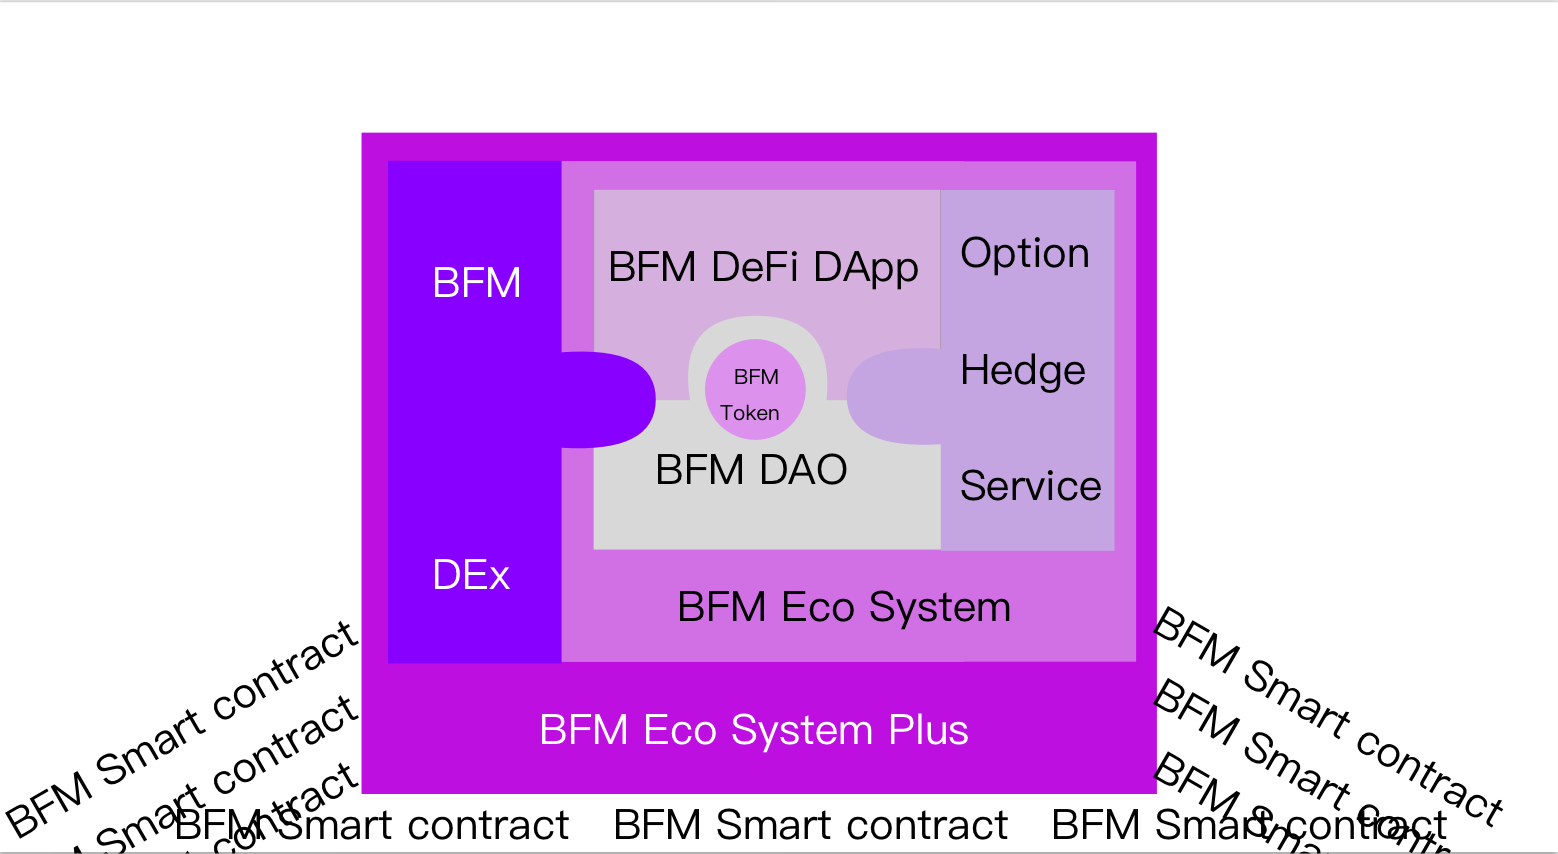 BFM
DEx
BFM DeFi DApp
BFM
Token
BFM DAO
Option
Hedge
Service
BFM Eco System
BFM Eco System Plus
BFM Smart contract
Smart contract
contract
BFM Smart contract
BFM Smart contract
BFM Smart
BFM Smart contract BFM Smart contract BFM Smart contract